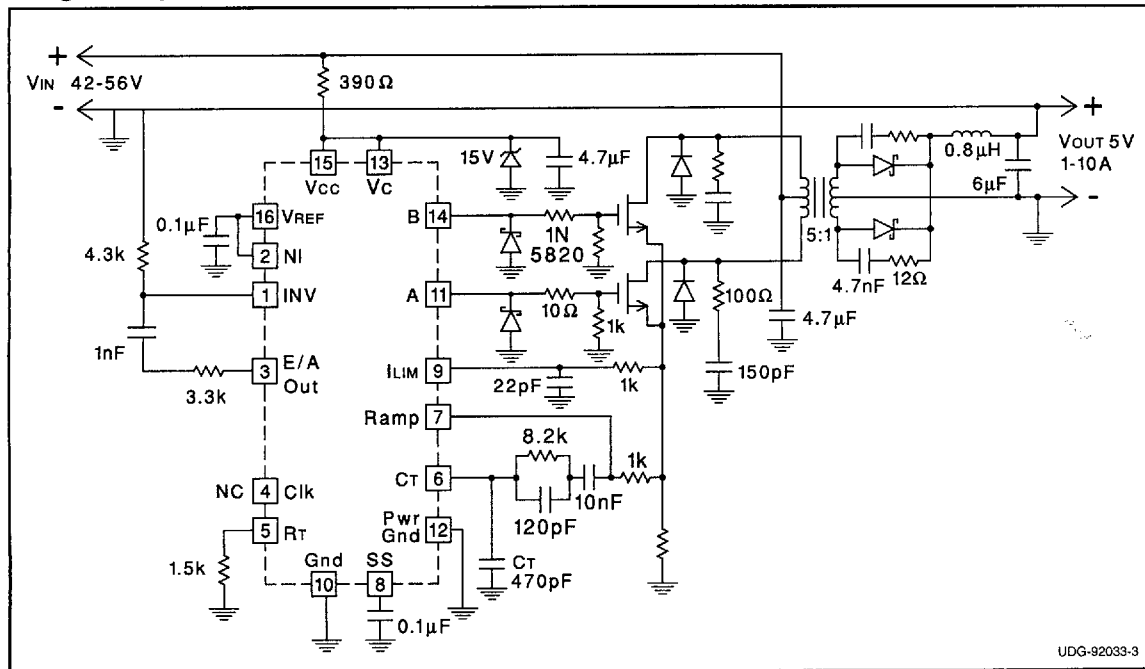 +
VIN 42-56V
-
390Ω
+
VOUT 5V
1-10A
-
15V
4.7µF
0.8µH
6µF
15
13
VCC
VC
0.1µF
16
VREF
B
14
1N
5820
5:1
4.3k
2
NI
1
INV
A
11
10Ω
1k
100Ω
4.7nF
12Ω
4.7µF
1nF
3
E/A
Out
ILIM
9
22pF
1k
150pF
3.3k
Ramp
7
8.2k
CT
6
1k
10nF
120pF
NC
4
Clk
5
RT
Pwr
Gnd
12
1.5k
Gnd
SS
10
8
CT
470pF
0.1µF
UDG-92033-3